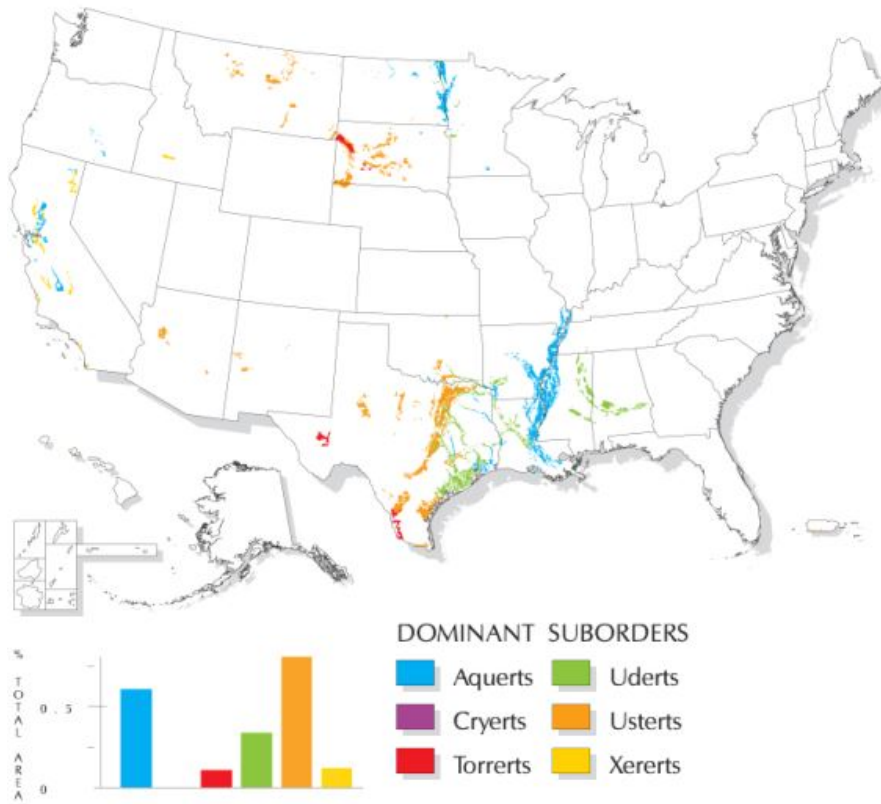 % TOTAL AREA
0.5
0
DOMINANT SUBORDERS
Aquerts
Uderts
Cryerts
Usterts
Torrerts
Xererts